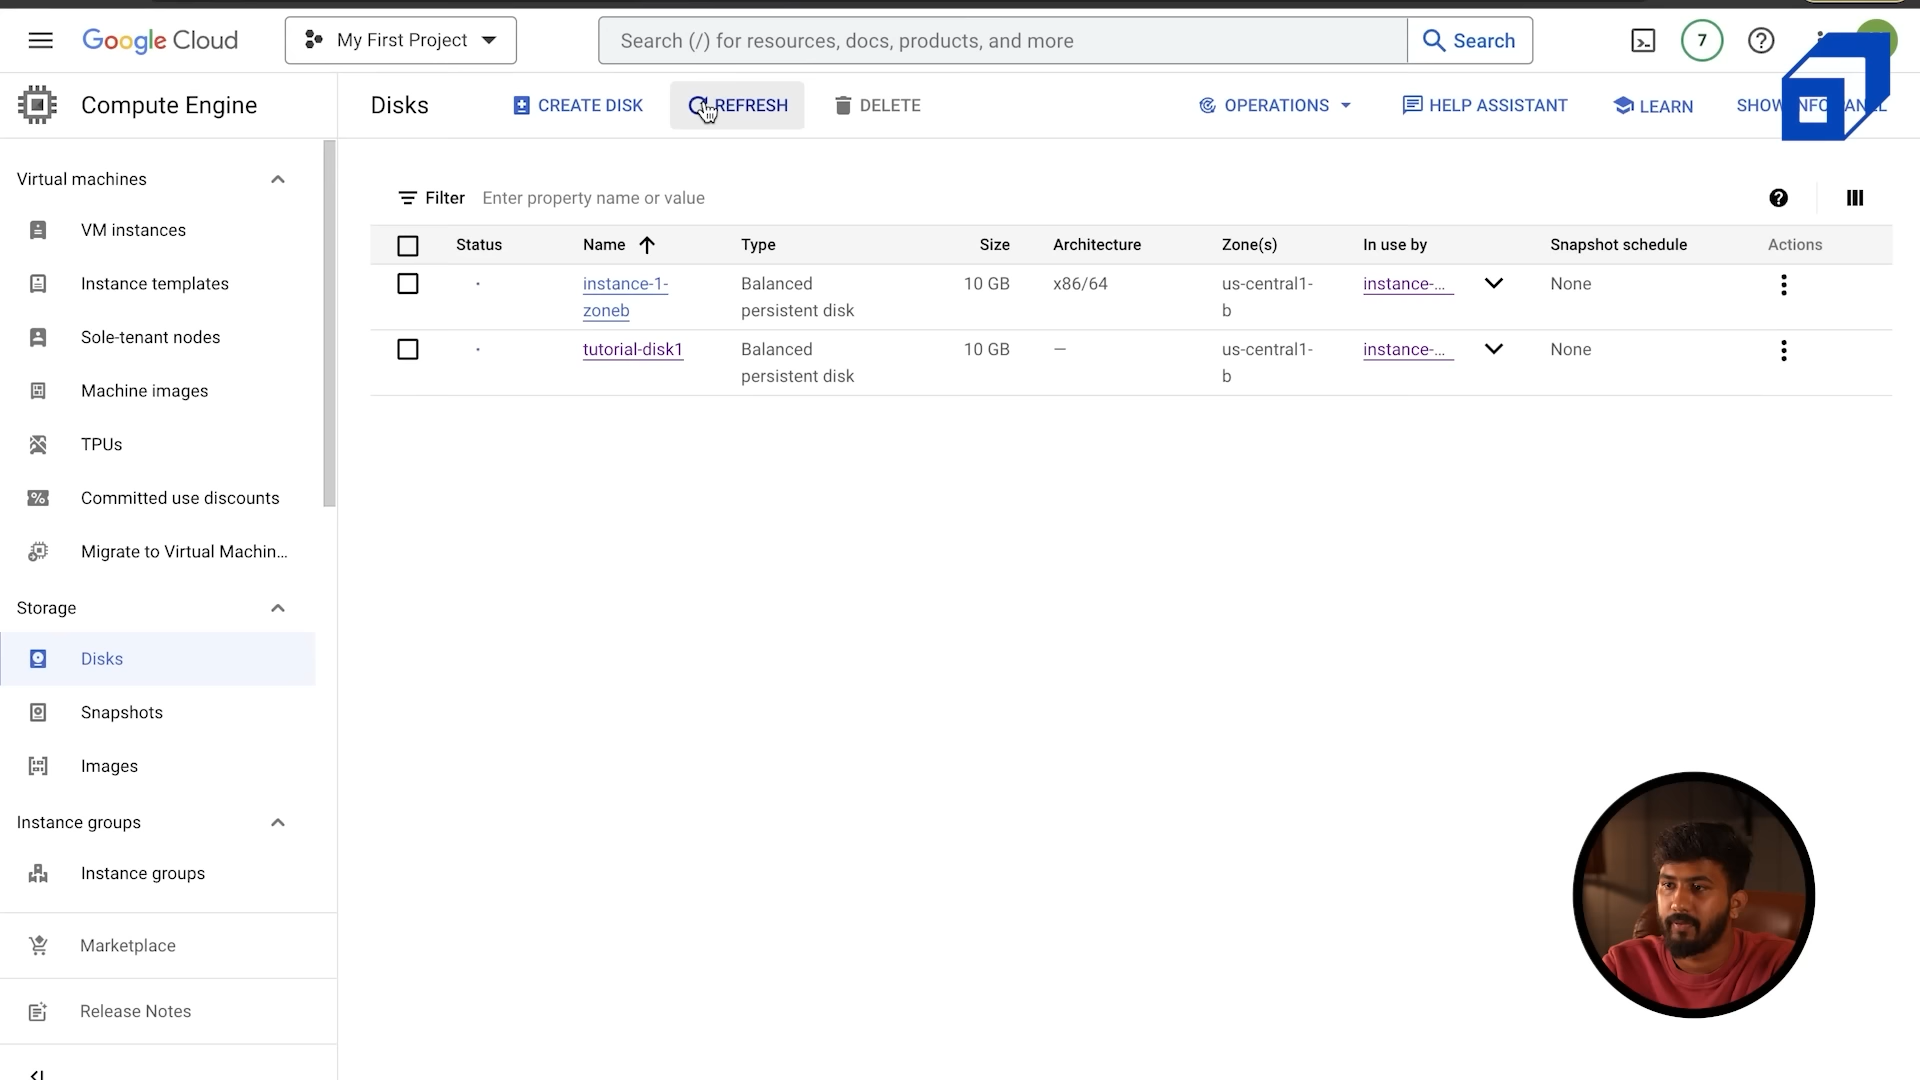 Google Cloud
My First Project
Search (/) for resources, docs, products, and more
Search
7
Compute Engine
Disks
CREATE DISK
REFRESH
DELETE
OPERATIONS
HELP ASSISTANT
LEARN
Virtual machines
VM instances
Instance templates
Sole-tenant nodes
Machine images
TPUs
Committed use discounts
Migrate to Virtual Machin...
Storage
Disks
Snapshots
Images
Instance groups
Instance groups
Marketplace
Release Notes
Filter Enter property name or value
Status Name Type Size Architecture Zone(s) In use by Snapshot schedule Actions
instance-1- Balanced 10 GB x86/64 us-central1- instance-... None
zoneb persistent disk b
tutorial-disk1 Balanced 10 GB — us-central1- instance-... None
persistent disk b